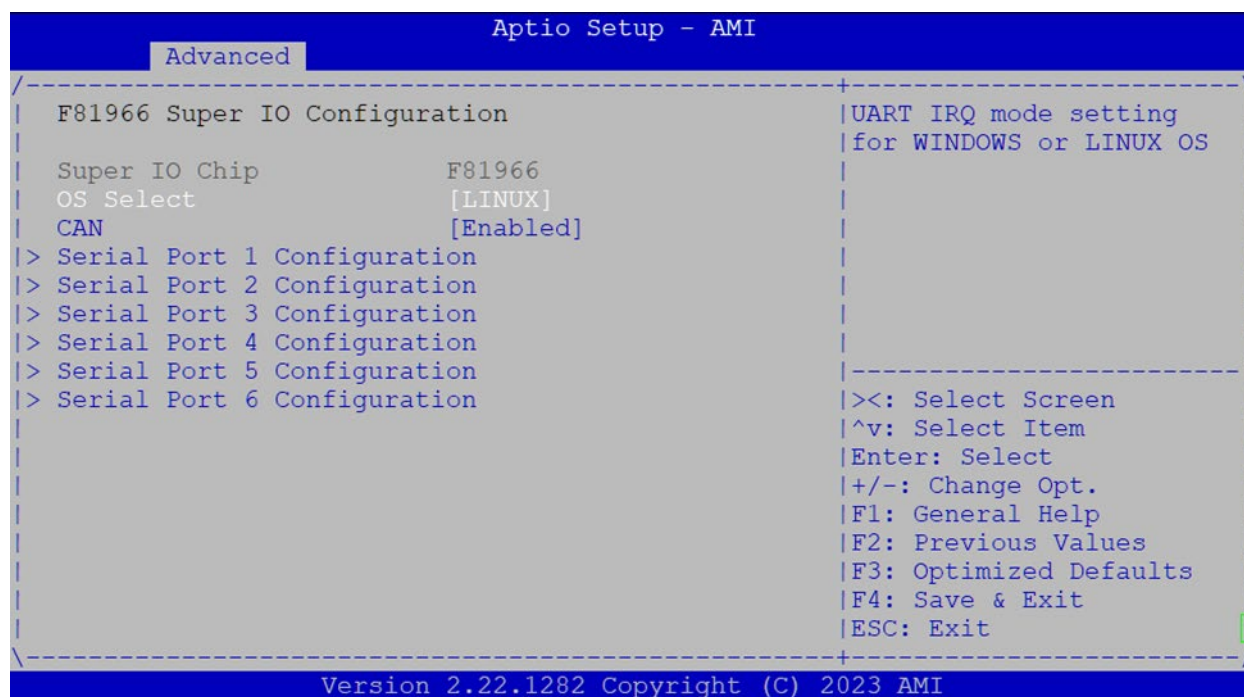 Aptio Setup - AMI
Advanced
F81966 Super IO Configuration
Super IO Chip F81966
OS Select [LINUX]
CAN [Enabled]
> Serial Port 1 Configuration
> Serial Port 2 Configuration
> Serial Port 3 Configuration
> Serial Port 4 Configuration
> Serial Port 5 Configuration
> Serial Port 6 Configuration
UART IRQ mode setting
for WINDOWS or LINUX OS
><: Select Screen
^v: Select Item
Enter: Select
+/-: Change Opt.
F1: General Help
F2: Previous Values
F3: Optimized Defaults
F4: Save & Exit
ESC: Exit
Version 2.22.1282 Copyright (C) 2023 AMI